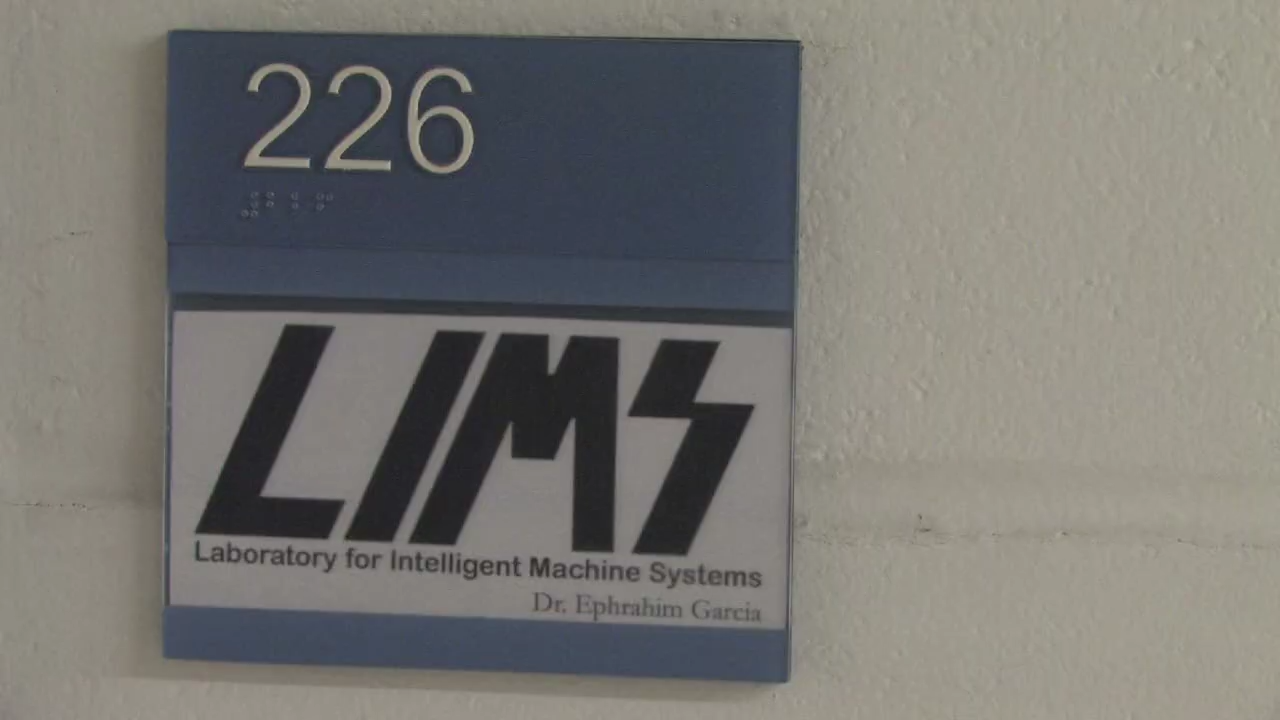 226
LIMS
Laboratory for Intelligent Machine Systems
Dr. Ephrahim Garcia